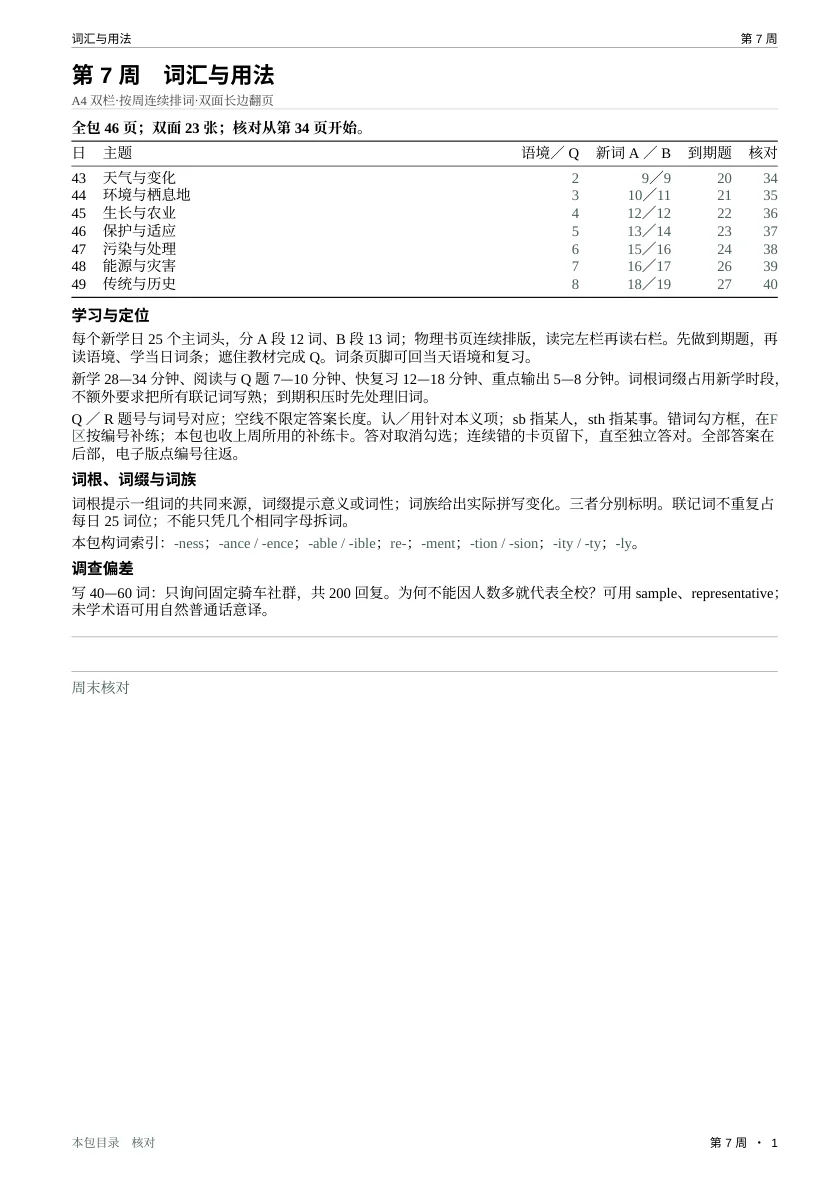 词汇与用法 第 7 周
第 7 周 词汇与用法
A4 双栏·按周连续排词·双面长边翻页
全包 46 页；双面 23 张；核对从第 34 页开始。
日 主题 语境／ Q 新词 A ／ B 到期题 核对
43 天气与变化 2 9／9 20 34
44 环境与栖息地 3 10／11 21 35
45 生长与农业 4 12／12 22 36
46 保护与适应 5 13／14 23 37
47 污染与处理 6 15／16 24 38
48 能源与灾害 7 16／17 26 39
49 传统与历史 8 18／19 27 40
学习与定位
每个新学日 25 个主词头，分 A 段 12 词、B 段 13 词；物理书页连续排版，读完左栏再读右栏。先做到期题，再
读语境、学当日词条；遮住教材完成 Q。词条页脚可回当天语境和复习。
新学 28—34 分钟、阅读与 Q 题 7—10 分钟、快复习 12—18 分钟、重点输出 5—8 分钟。词根词缀占用新学时段，
不额外要求把所有联记词写熟；到期积压时先处理旧词。
Q ／ R 题号与词号对应；空线不限定答案长度。认／用针对本义项；sb 指某人，sth 指某事。错词勾方框，在F
区按编号补练；本包也收上周所用的补练卡。答对取消勾选；连续错的卡页留下，直至独立答对。全部答案在
后部，电子版点编号往返。
词根、词缀与词族
词根提示一组词的共同来源，词缀提示意义或词性；词族给出实际拼写变化。三者分别标明。联记词不重复占
每日 25 词位；不能只凭几个相同字母拆词。
本包构词索引：-ness；-ance / -ence；-able / -ible；re-；-ment；-tion / -sion；-ity / -ty；-ly。
调查偏差
写 40—60 词：只询问固定骑车社群，共 200 回复。为何不能因人数多就代表全校？可用 sample、representative；
未学术语可用自然普通话意译。
周末核对
本包目录 核对 第 7 周 · 1